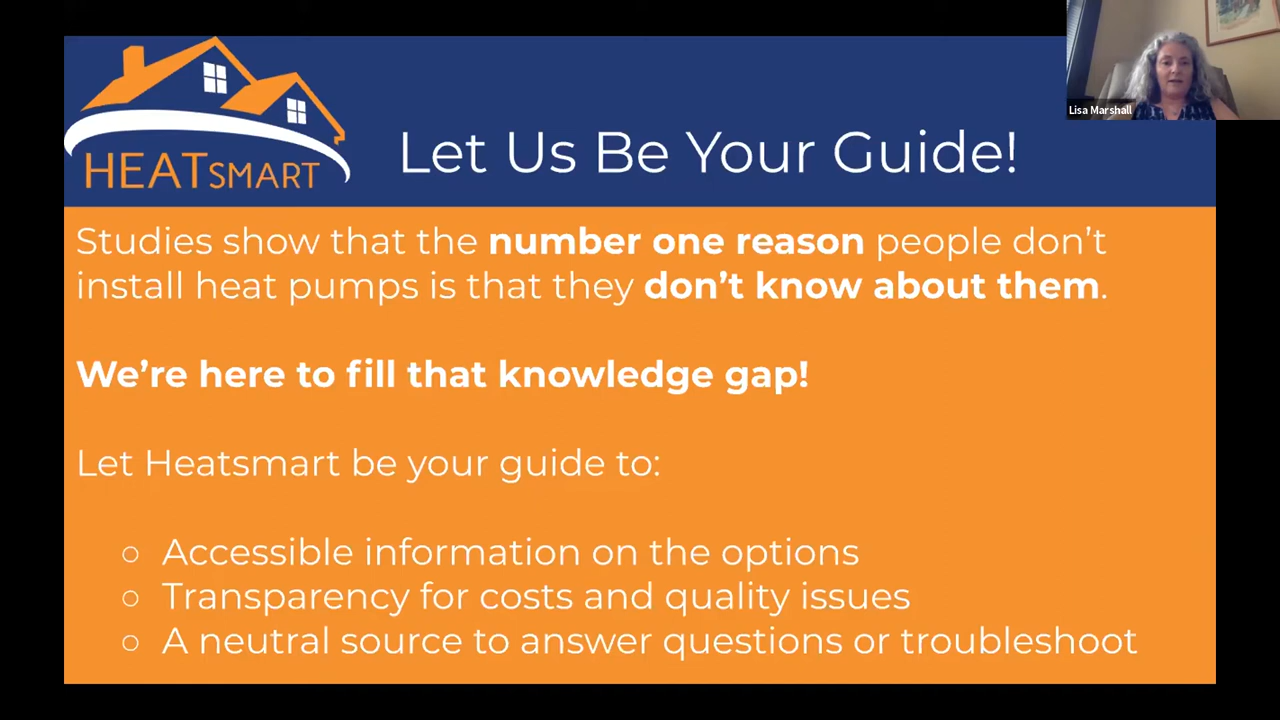 HEATSMART
Let Us Be Your Guide!
Lisa Marshall
Studies show that the number one reason people don't
install heat pumps is that they don't know about them.
We're here to fill that knowledge gap!
Let Heatsmart be your guide to:
○ Accessible information on the options
○ Transparency for costs and quality issues
○ A neutral source to answer questions or troubleshoot